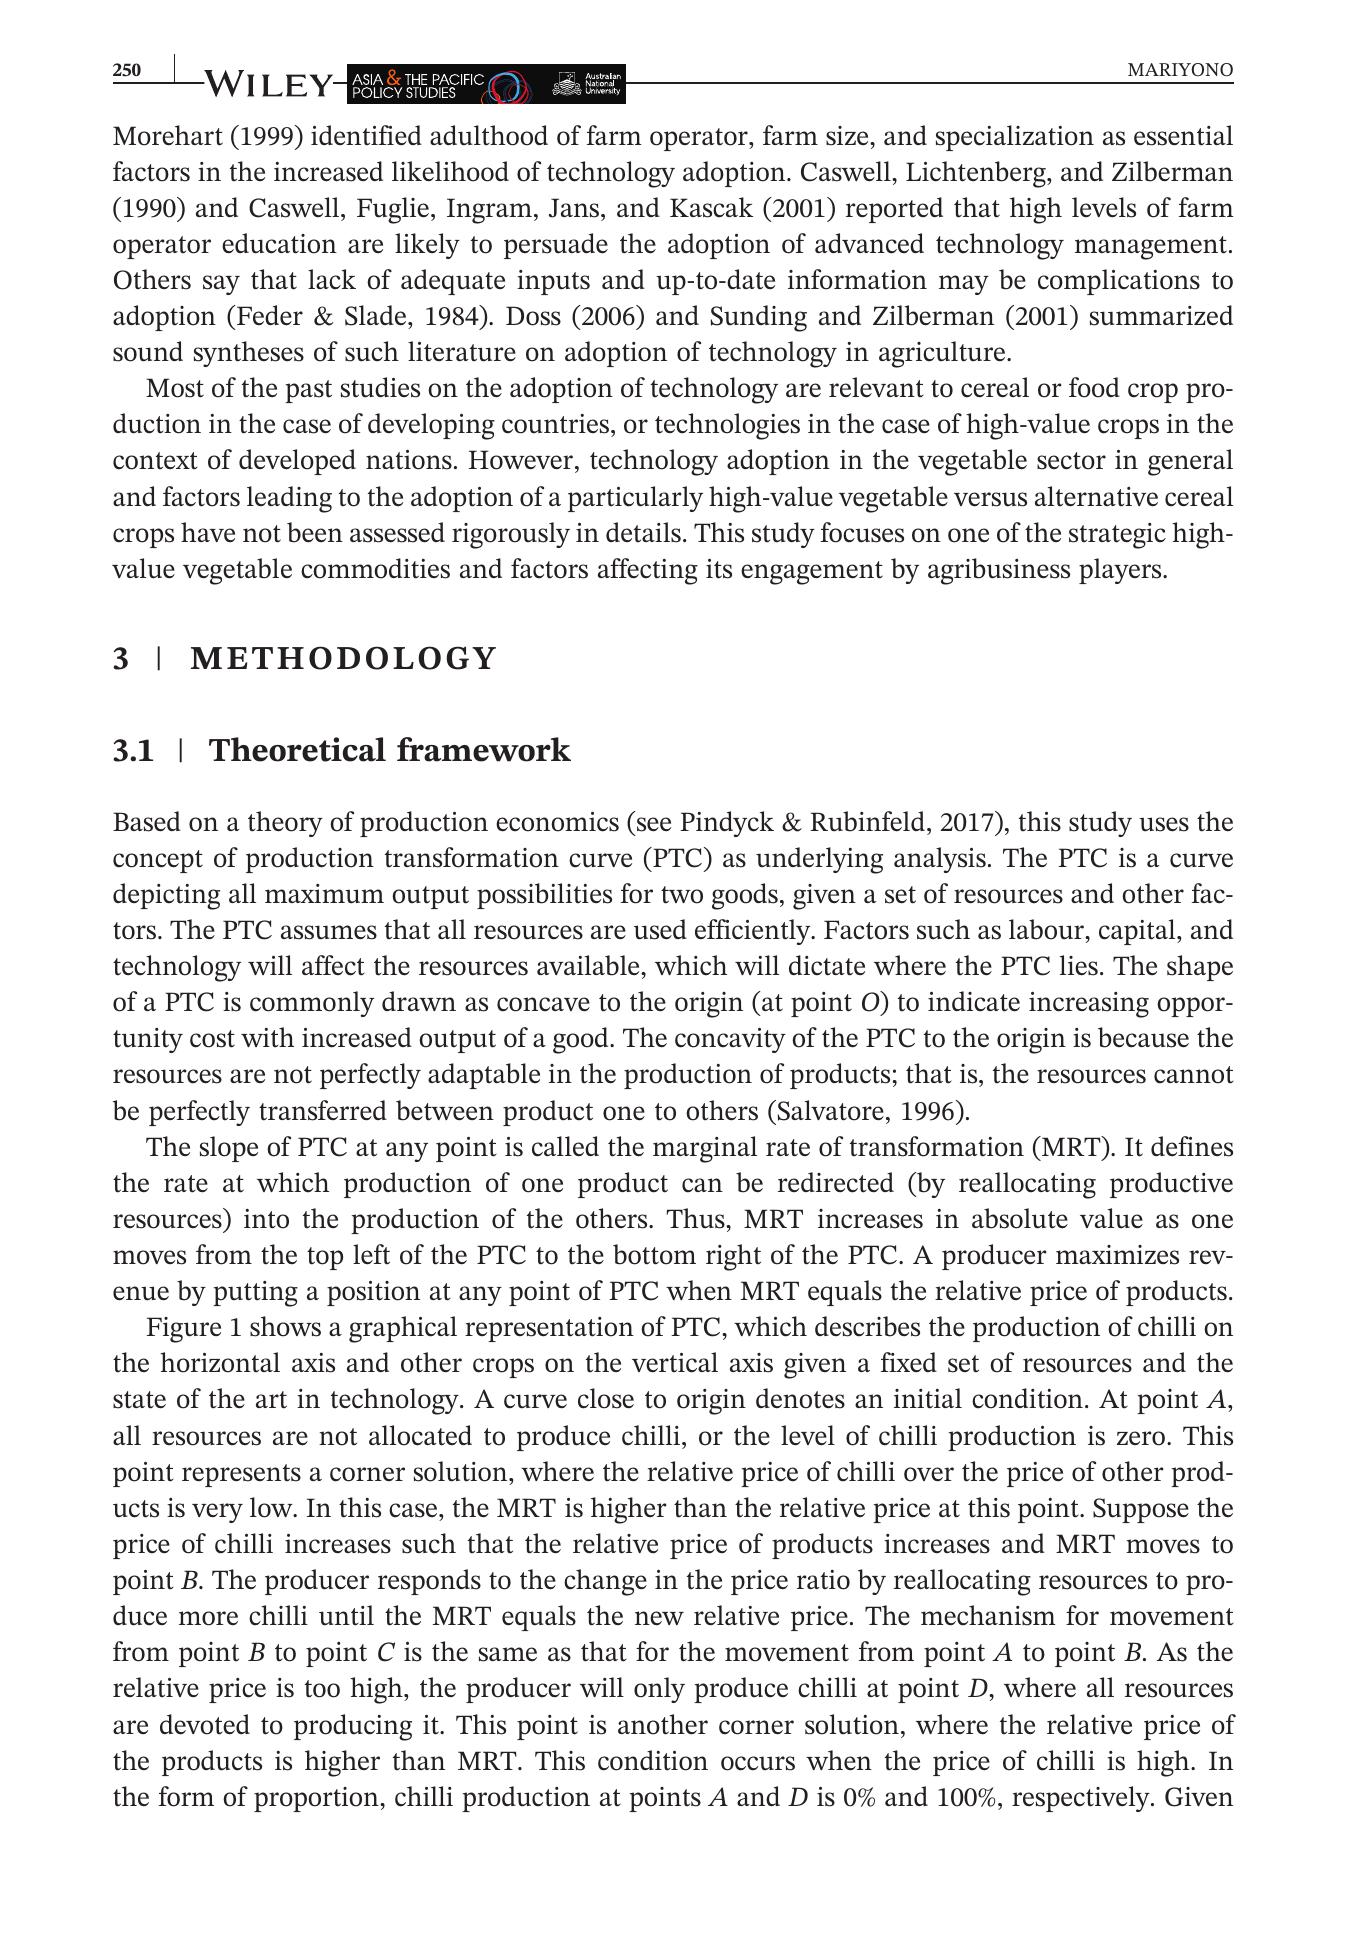 250
WILEY
ASIA & THE PACIFIC
POLICY STUDIES
Australian
National
University
MARIYONO
Morehart (1999) identified adulthood of farm operator, farm size, and specialization as essential
factors in the increased likelihood of technology adoption. Caswell, Lichtenberg, and Zilberman
(1990) and Caswell, Fuglie, Ingram, Jans, and Kascak (2001) reported that high levels of farm
operator education are likely to persuade the adoption of advanced technology management.
Others say that lack of adequate inputs and up-to-date information may be complications to
adoption (Feder & Slade, 1984). Doss (2006) and Sunding and Zilberman (2001) summarized
sound syntheses of such literature on adoption of technology in agriculture.
Most of the past studies on the adoption of technology are relevant to cereal or food crop pro-
duction in the case of developing countries, or technologies in the case of high-value crops in the
context of developed nations. However, technology adoption in the vegetable sector in general
and factors leading to the adoption of a particularly high-value vegetable versus alternative cereal
crops have not been assessed rigorously in details. This study focuses on one of the strategic high-
value vegetable commodities and factors affecting its engagement by agribusiness players.
3 | METHODOLOGY
3.1 | Theoretical framework
Based on a theory of production economics (see Pindyck & Rubinfeld, 2017), this study uses the
concept of production transformation curve (PTC) as underlying analysis. The PTC is a curve
depicting all maximum output possibilities for two goods, given a set of resources and other fac-
tors. The PTC assumes that all resources are used efficiently. Factors such as labour, capital, and
technology will affect the resources available, which will dictate where the PTC lies. The shape
of a PTC is commonly drawn as concave to the origin (at point O) to indicate increasing oppor-
tunity cost with increased output of a good. The concavity of the PTC to the origin is because the
resources are not perfectly adaptable in the production of products; that is, the resources cannot
be perfectly transferred between product one to others (Salvatore, 1996).
The slope of PTC at any point is called the marginal rate of transformation (MRT). It defines
the rate at which production of one product can be redirected (by reallocating productive
resources) into the production of the others. Thus, MRT increases in absolute value as one
moves from the top left of the PTC to the bottom right of the PTC. A producer maximizes rev-
enue by putting a position at any point of PTC when MRT equals the relative price of products.
Figure 1 shows a graphical representation of PTC, which describes the production of chilli on
the horizontal axis and other crops on the vertical axis given a fixed set of resources and the
state of the art in technology. A curve close to origin denotes an initial condition. At point A,
all resources are not allocated to produce chilli, or the level of chilli production is zero. This
point represents a corner solution, where the relative price of chilli over the price of other prod-
ucts is very low. In this case, the MRT is higher than the relative price at this point. Suppose the
price of chilli increases such that the relative price of products increases and MRT moves to
point B. The producer responds to the change in the price ratio by reallocating resources to pro-
duce more chilli until the MRT equals the new relative price. The mechanism for movement
from point B to point C is the same as that for the movement from point A to point B. As the
relative price is too high, the producer will only produce chilli at point D, where all resources
are devoted to producing it. This point is another corner solution, where the relative price of
the products is higher than MRT. This condition occurs when the price of chilli is high. In
the form of proportion, chilli production at points A and D is 0% and 100%, respectively. Given